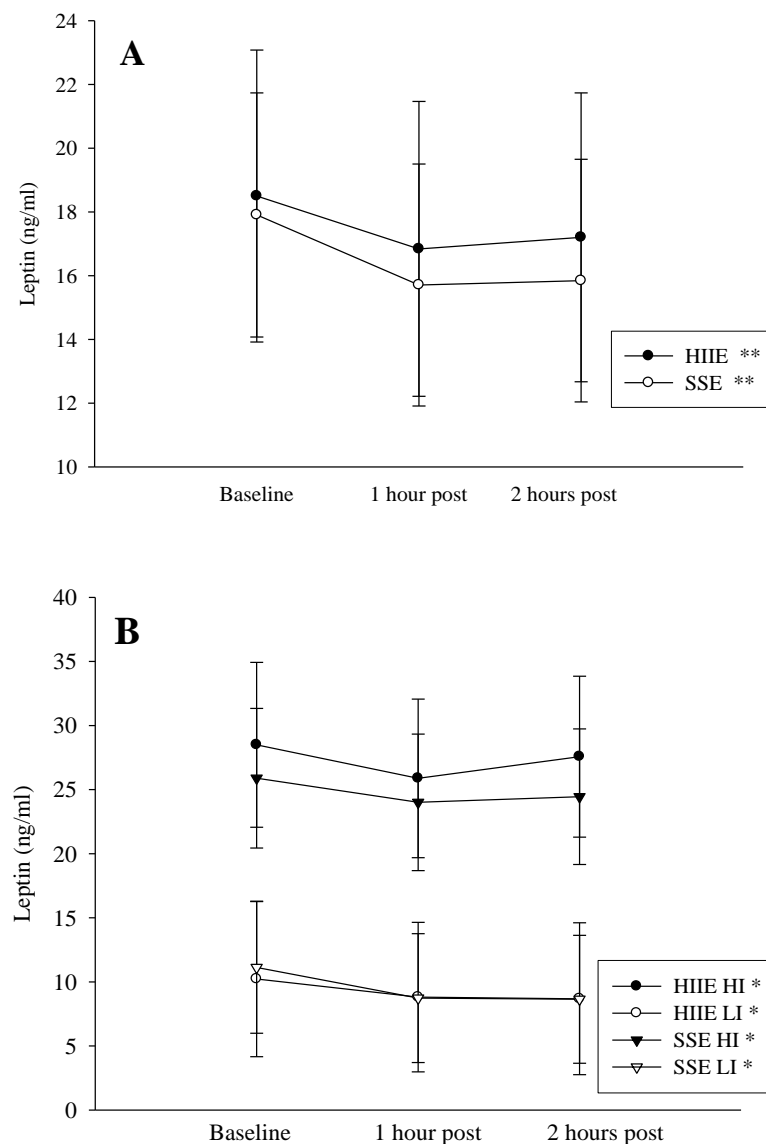 A
24
22
20
18
16
14
12
10
Leptin (ng/ml)
HIIE **
SSE **
Baseline 1 hour post 2 hours post
B
40
35
30
25
20
15
10
5
0
Leptin (ng/ml)
HIIE HI *
HIIE LI *
SSE HI *
SSE LI *
Baseline 1 hour post 2 hours post